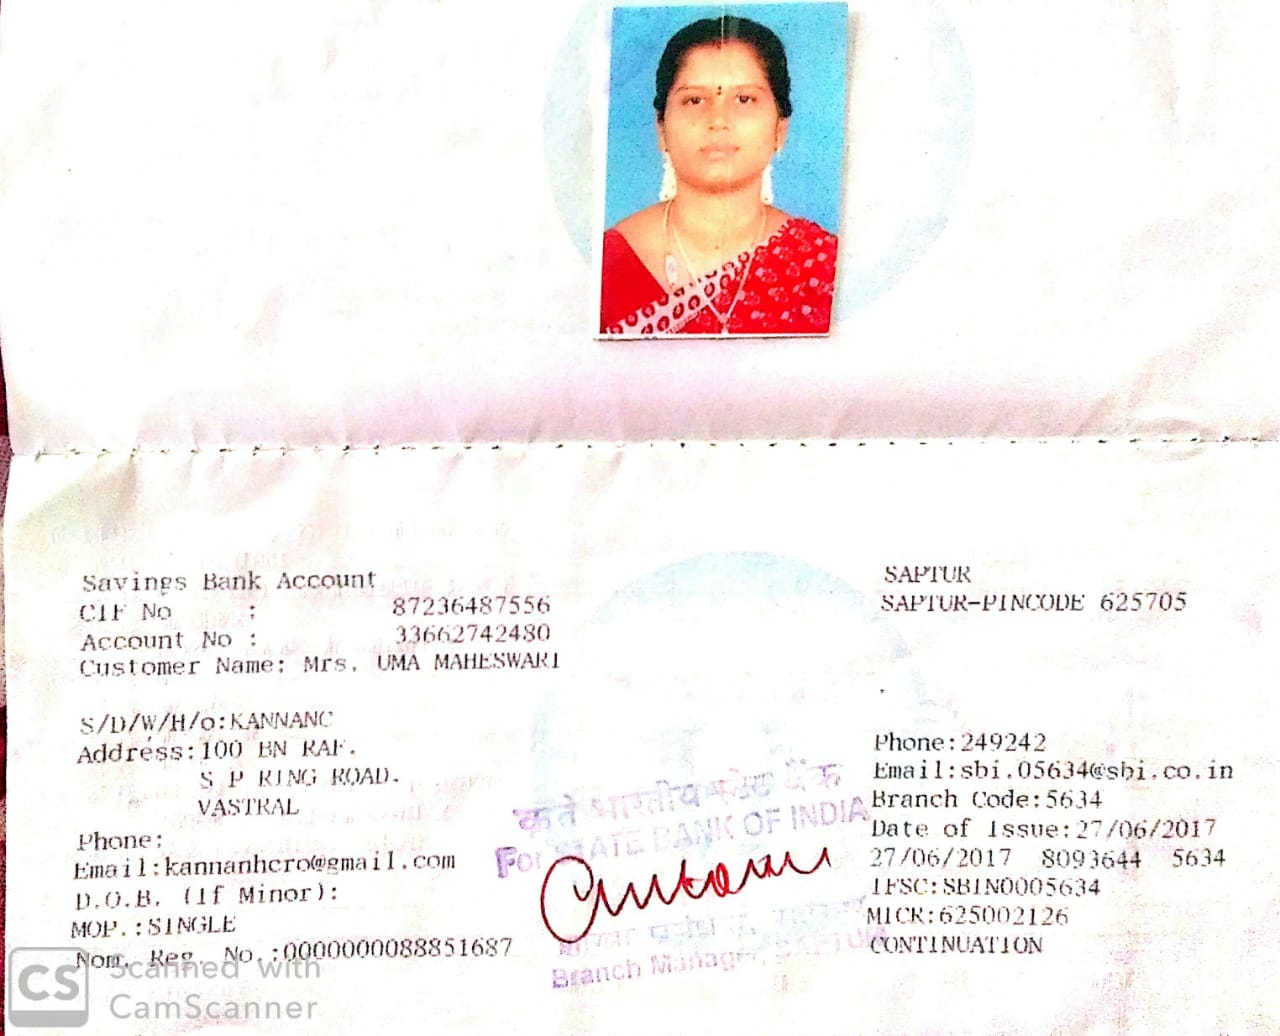 Savings Bank Account
CIF No : 87236487556
Account No : 33662742480
Customer Name: Mrs. UMA MAHESWARI
S/D/W/H/o:KANNANC
Address:100 BN RAF.
S P RING ROAD.
VASTRAL
Phone:
Email:kannanhcro@gmail.com
D.O.B. (If Minor):
MOP.:SINGLE
Nom. Reg. No.:0000000088851687
SAPTUR
SAPTUR-PINCODE 625705
Phone:249242
Email:sbi.05634@sbi.co.in
Branch Code:5634
Date of Issue:27/06/2017
27/06/2017 8093644 5634
IFSC:SBIN0005634
MICR:625002126
CONTINUATION
कृते भारतीय स्टेट बैंक
For STATE BANK OF INDIA
Branch Manager,
CS Scanned with
CamScanner